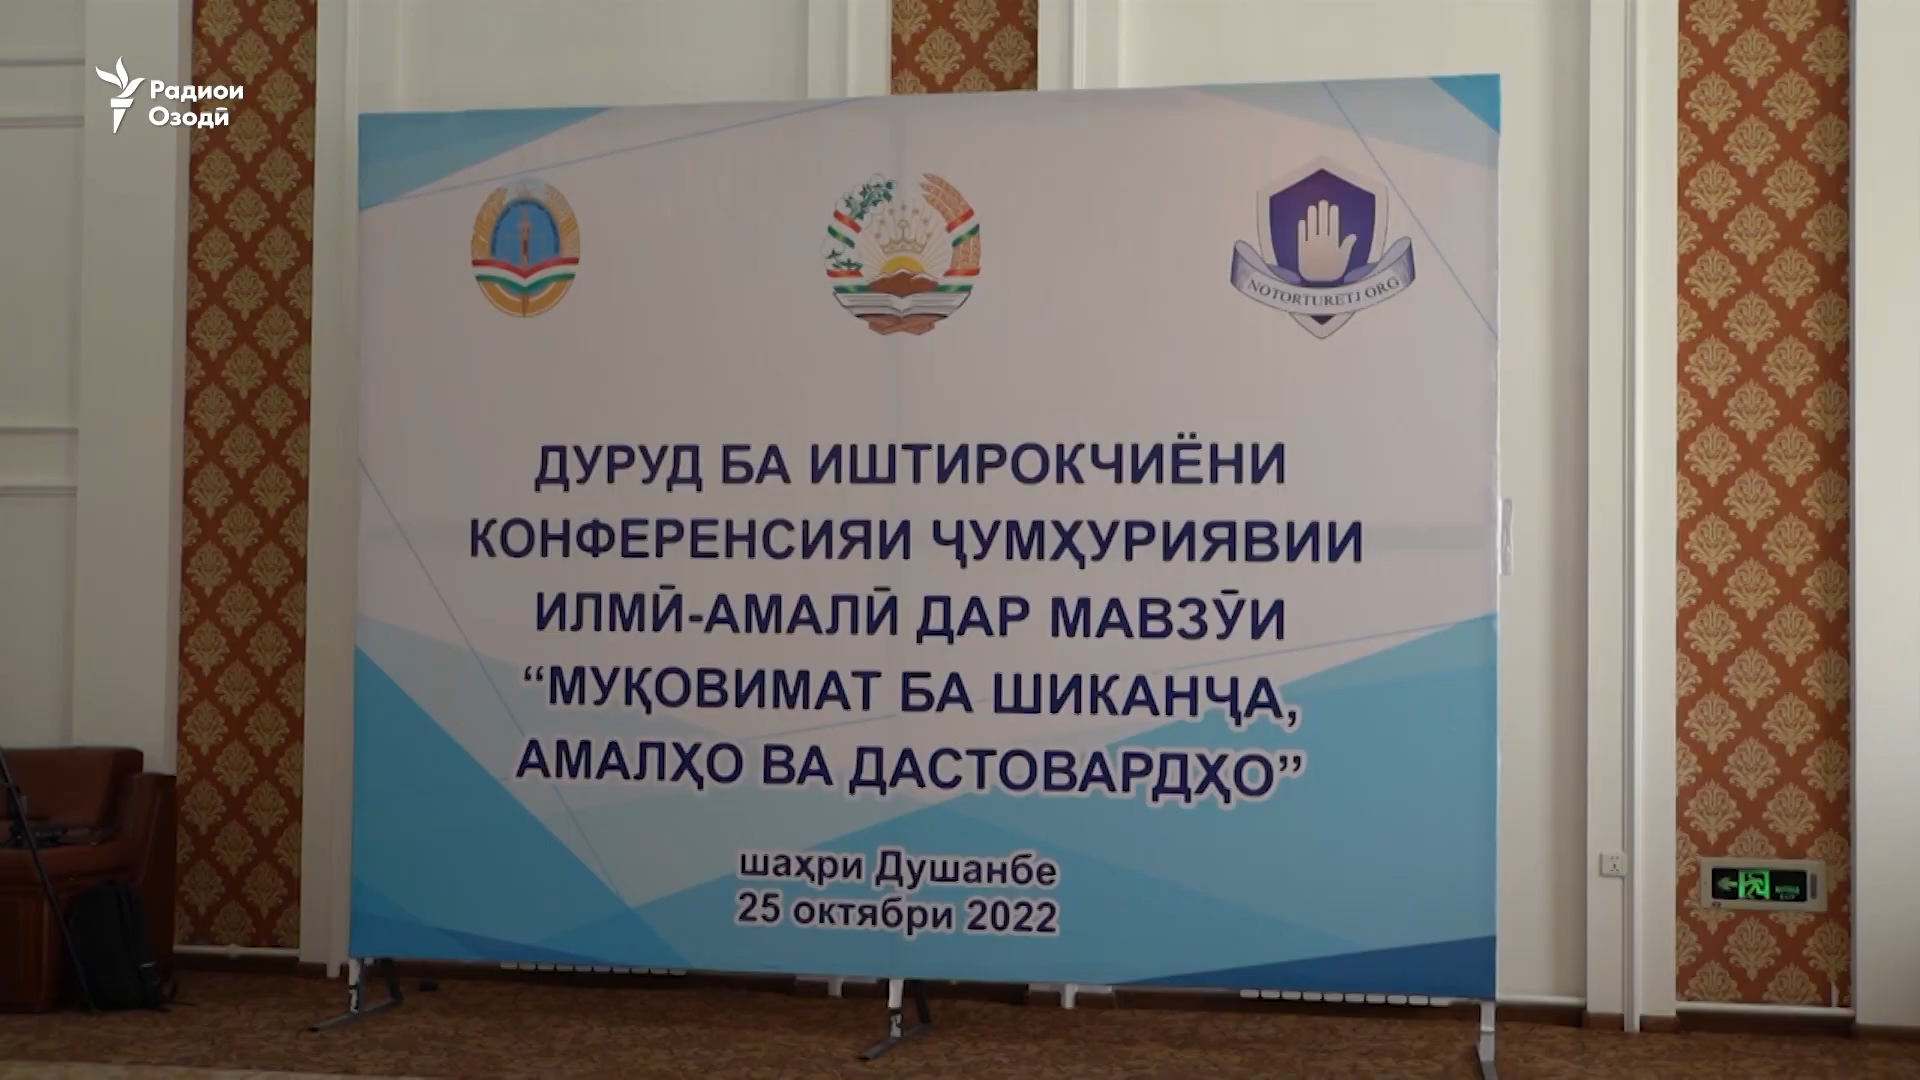 Радиои
Озодӣ
NOTORTURETJ.ORG
ДУРУД БА ИШТИРОКЧИЁНИ
КОНФЕРЕНСИЯИ ҶУМҲУРИЯВИИ
ИЛМӢ-АМАЛӢ ДАР МАВЗӮИ
“МУҚОВИМАТ БА ШИКАНҶА,
АМАЛҲО ВА ДАСТОВАРДҲО”
шаҳри Душанбе
25 октябри 2022